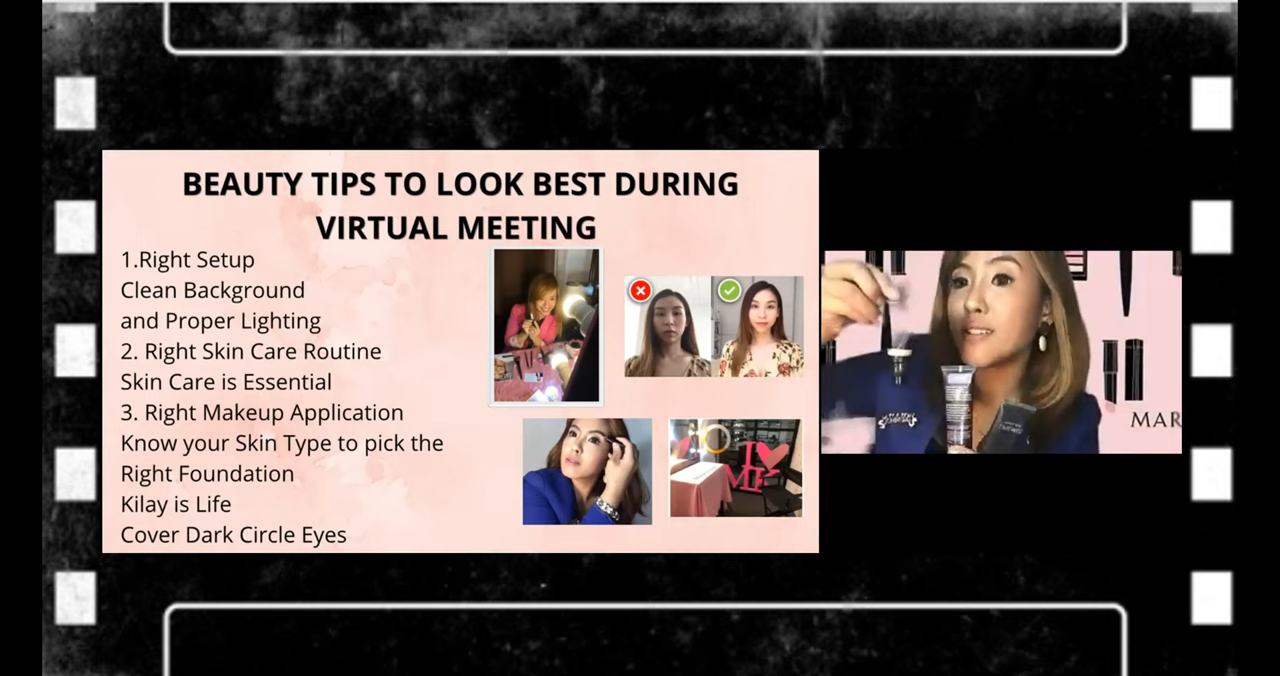 BEAUTY TIPS TO LOOK BEST DURING
VIRTUAL MEETING
1.Right Setup
Clean Background
and Proper Lighting
2. Right Skin Care Routine
Skin Care is Essential
3. Right Makeup Application
Know your Skin Type to pick the
Right Foundation
Kilay is Life
Cover Dark Circle Eyes
MAR